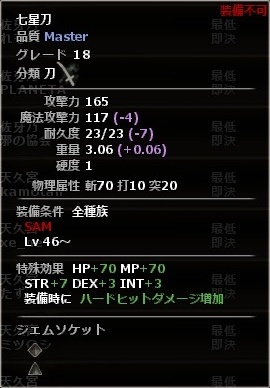 装備不可
七星刀
品質 Master
グレード 18
分類 刀
攻撃力 165
魔法攻撃力 117 (-4)
耐久度 23/23 (-7)
重量 3.06 (+0.06)
硬度 1
物理属性 斬70 打10 突20
装備条件 全種族
SAM
Lv 46～
特殊効果 HP+70 MP+70
STR+7 DEX+3 INT+3
装備時に ハードヒットダメージ増加
ジェムソケット